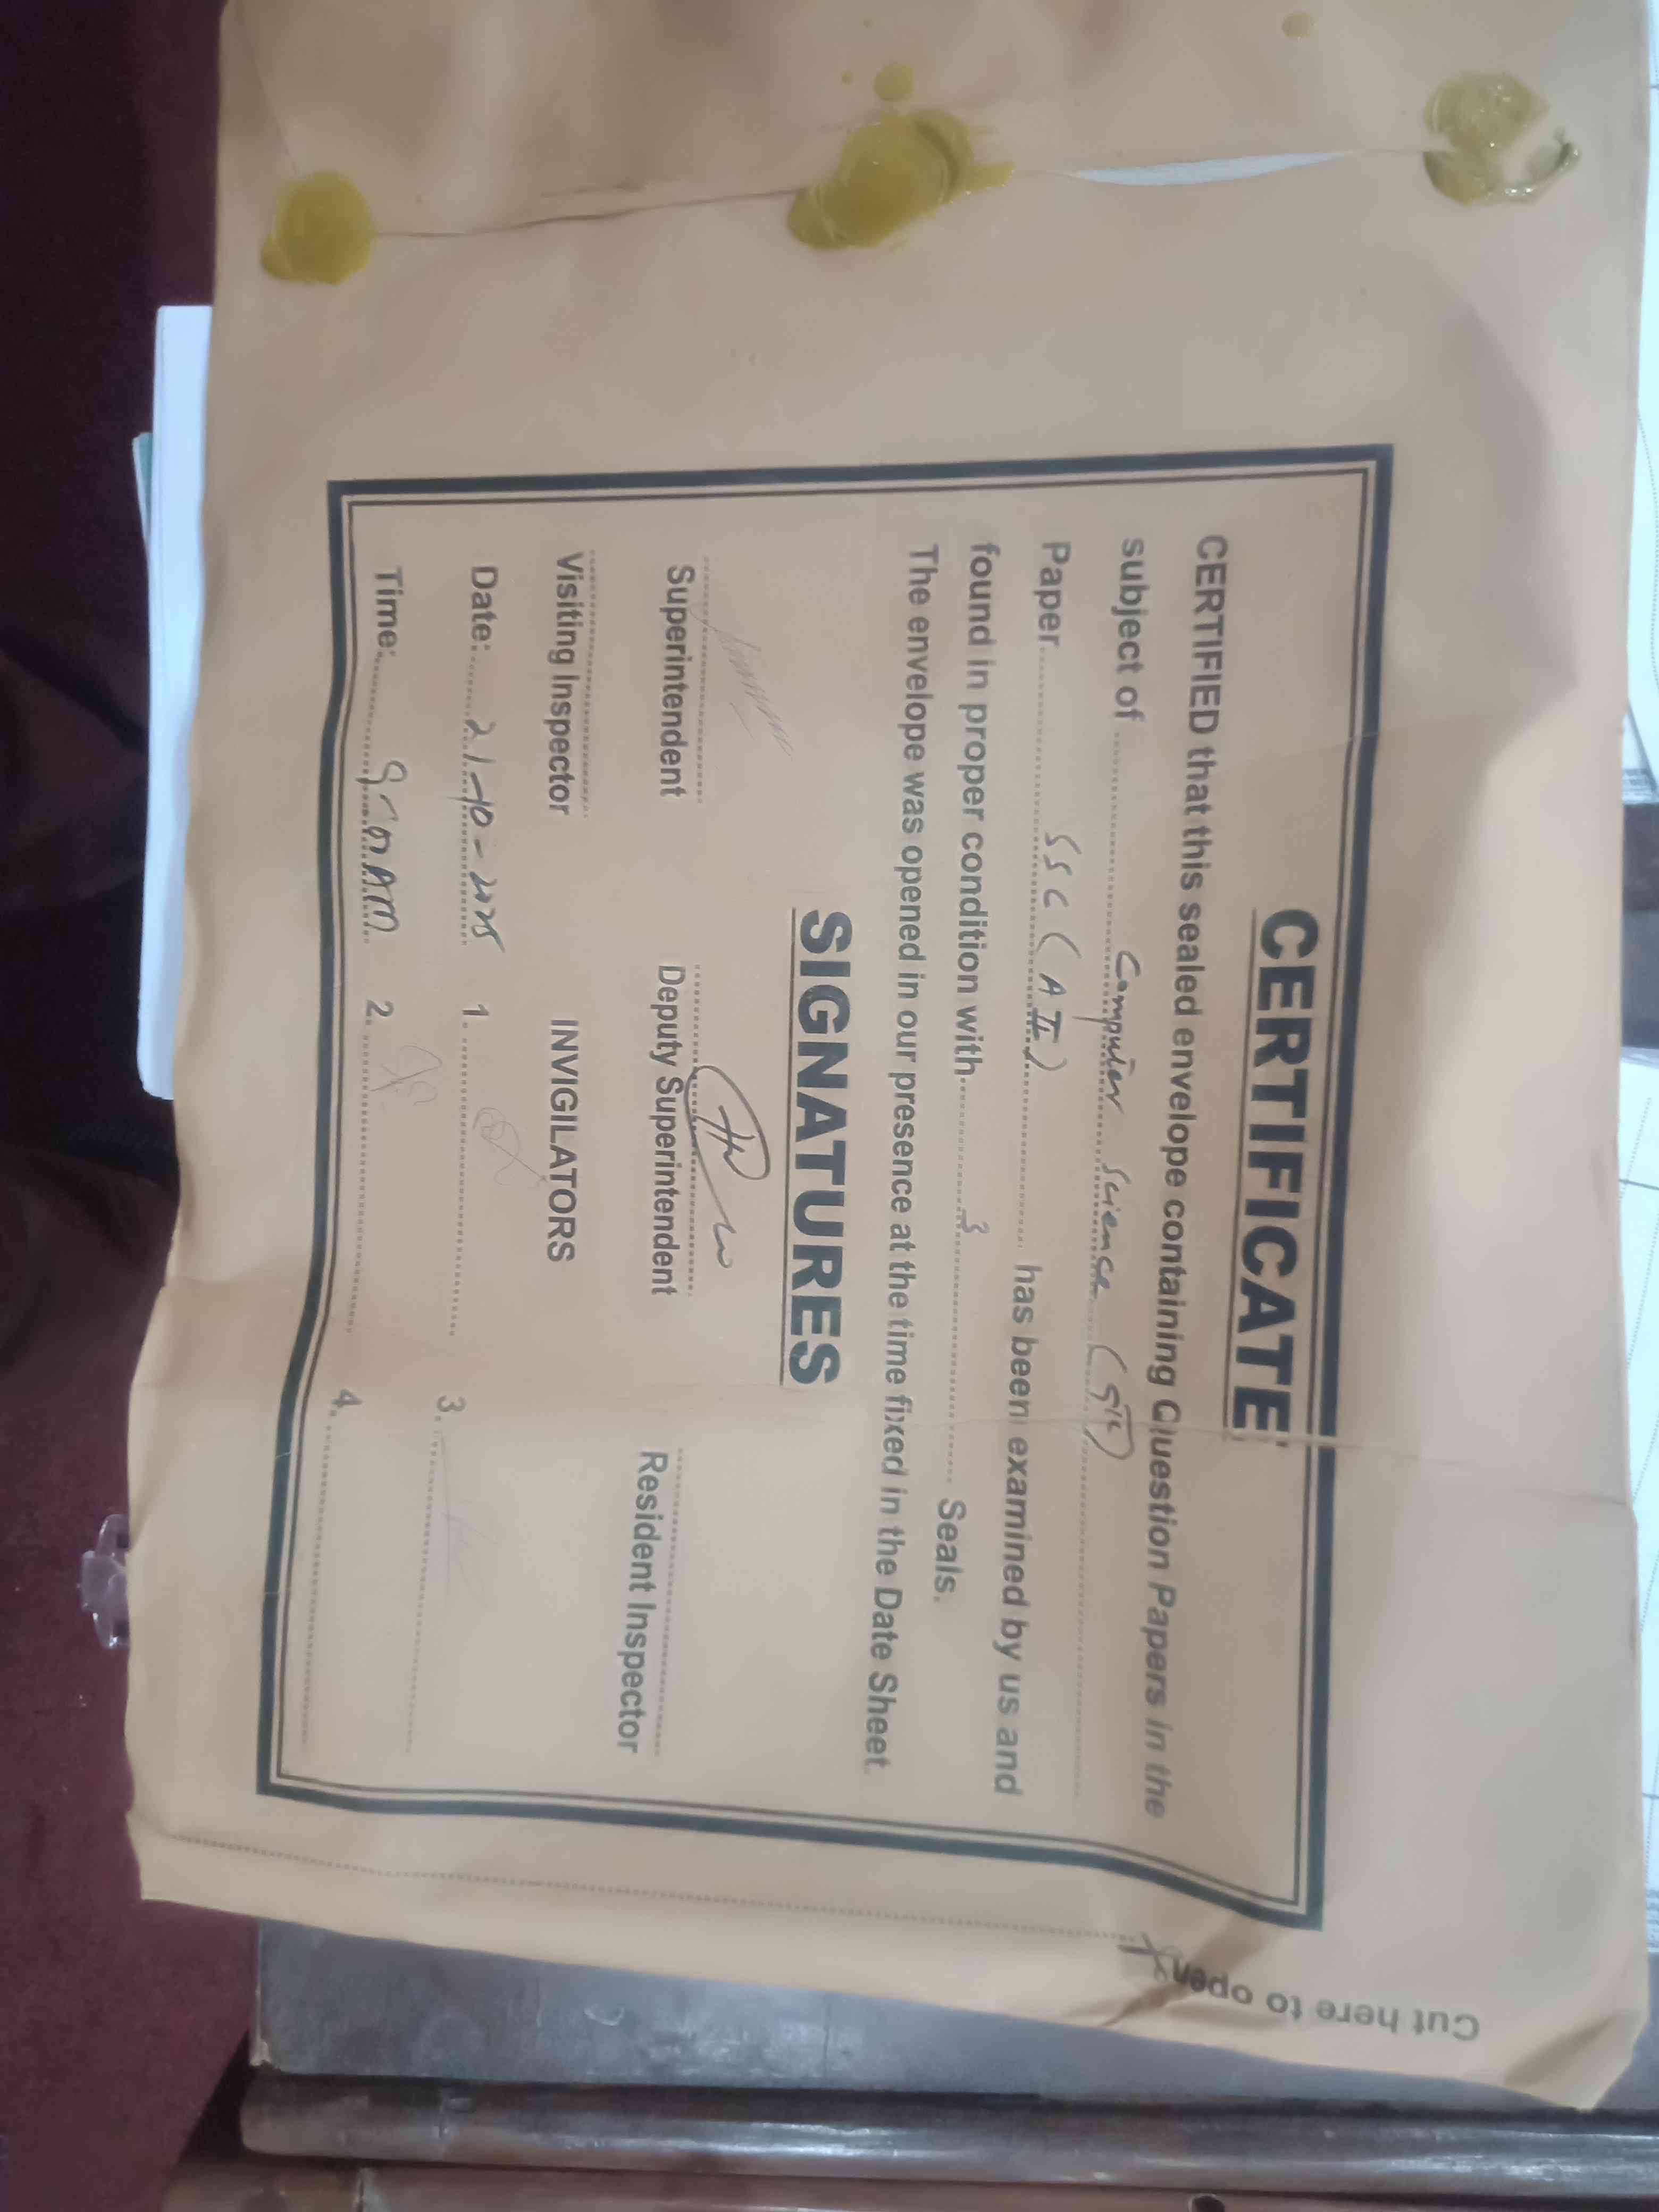 CERTIFICATE
CERTIFIED that this sealed envelope containing Question Papers in the
subject of Computer Science (9th)
Paper SSC (A II) has been examined by us and
found in proper condition with 3 Seals.
The envelope was opened in our presence at the time fixed in the Date Sheet.
SIGNATURES
Superintendent Deputy Superintendent Resident Inspector
Visiting Inspector INVIGILATORS
Date: 21-10-2025 1. 3.
Time: AM 2. 4.
Cut here to open